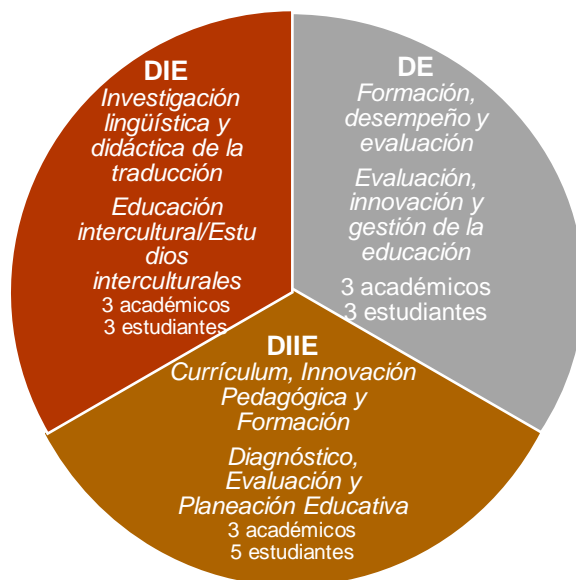 DIE
Investigación
lingüística y
didáctica de la
traducción
Educación
intercultural/Estu
dios
interculturales
3 académicos
3 estudiantes
DE
Formación,
desempeño y
evaluación
Evaluación,
innovación y
gestión de la
educación
3 académicos
3 estudiantes
DIIE
Currículum, Innovación
Pedagógica y
Formación
Diagnóstico,
Evaluación y
Planeación Educativa
3 académicos
5 estudiantes